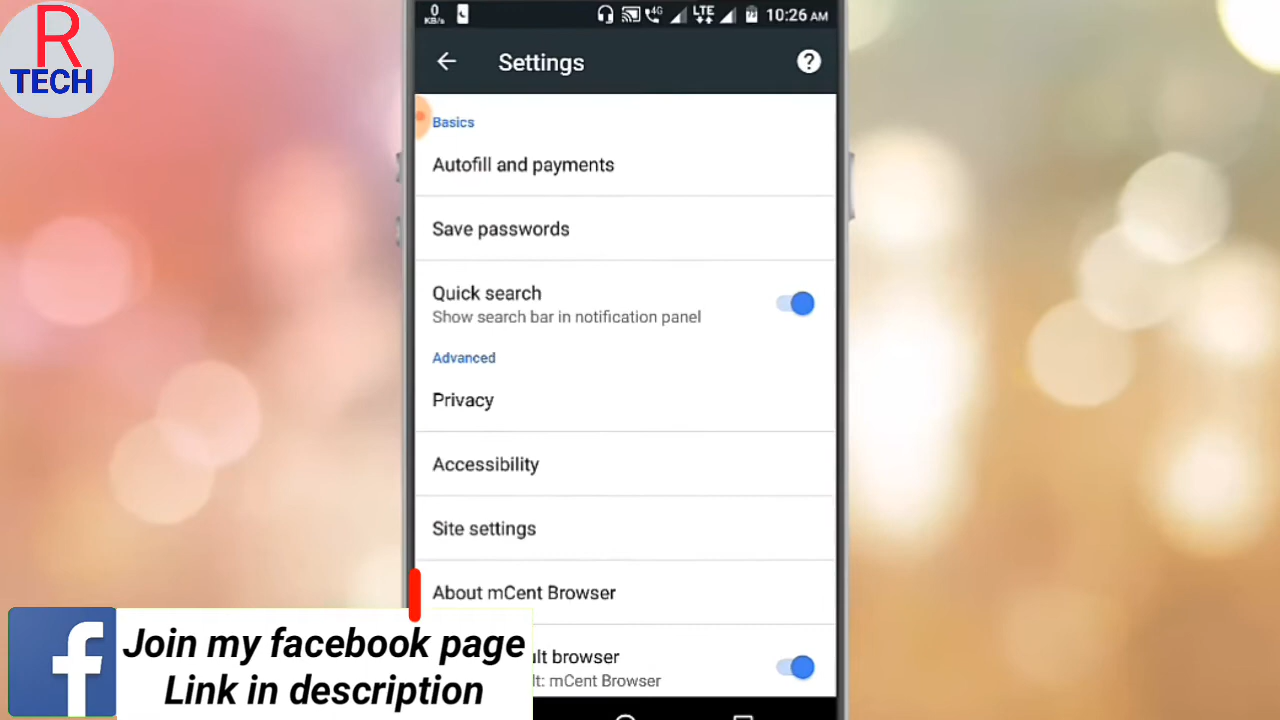 R
TECH
0
KB/s
4G
LTE
10:26 AM
Settings
?
Basics
Autofill and payments
Save passwords
Quick search
Show search bar in notification panel
Advanced
Privacy
Accessibility
Site settings
About mCent Browser
ult browser
lt: mCent Browser
f
Join my facebook page
Link in description